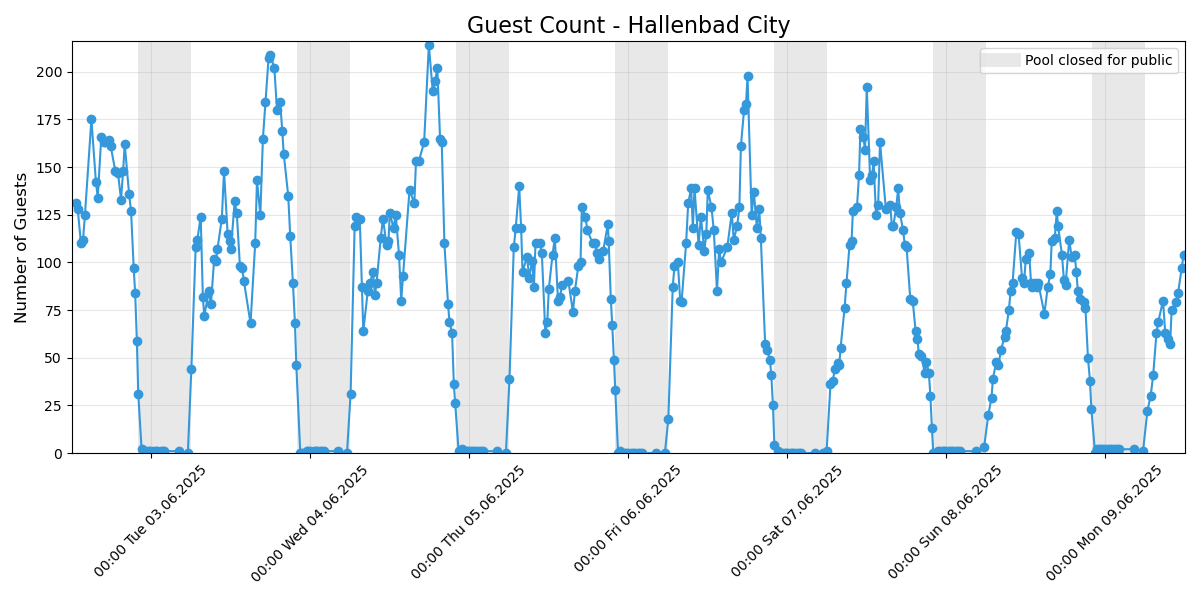 Guest Count - Hallenbad City
Pool closed for public
Number of Guests
200
175
150
125
100
75
50
25
0
00:00 Tue 03.06.2025
00:00 Wed 04.06.2025
00:00 Thu 05.06.2025
00:00 Fri 06.06.2025
00:00 Sat 07.06.2025
00:00 Sun 08.06.2025
00:00 Mon 09.06.2025